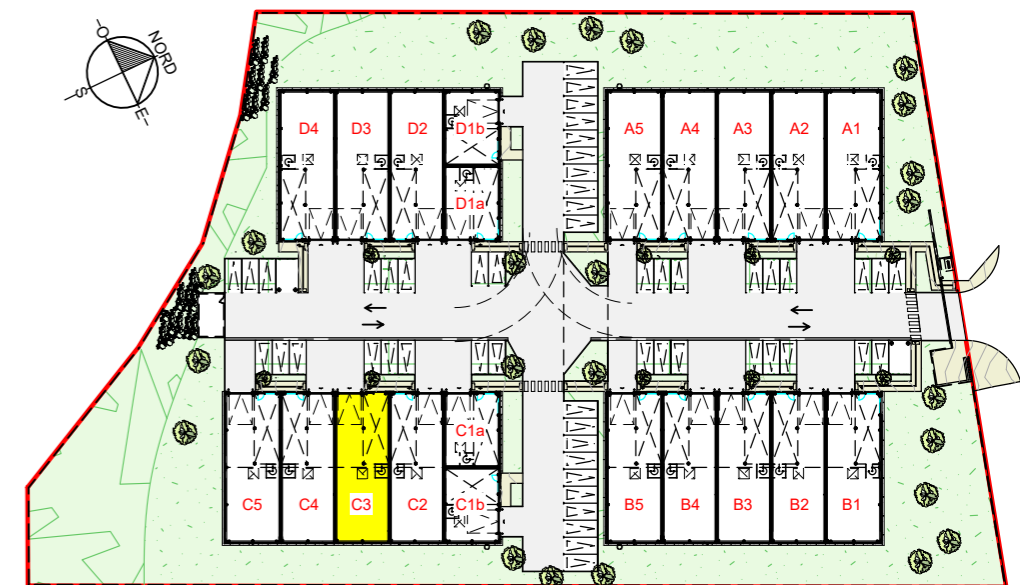 NORD
O
S
E
D4 D3 D2 D1b
D1a
A5 A4 A3 A2 A1
C1a
C5 C4 C3 C2 C1b
B5 B4 B3 B2 B1